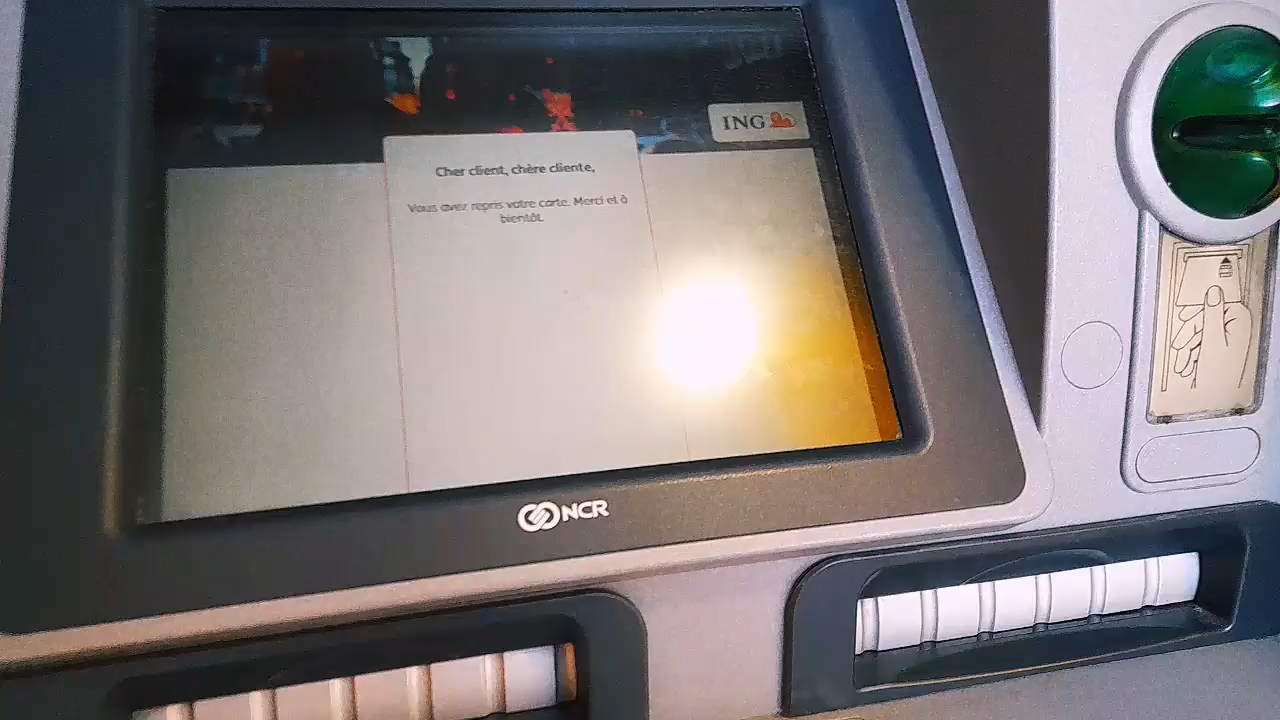 ING
Cher client, chère cliente,
Vous avez repris votre carte. Merci et à
bientôt.
NCR